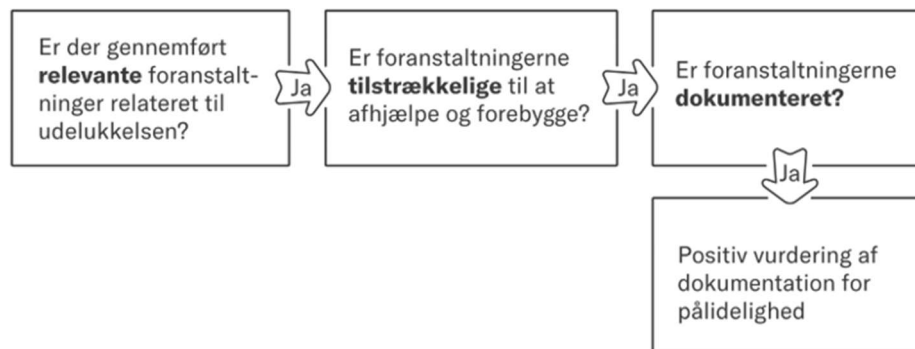 Er der gennemført
relevante foranstalt-
ninger relateret til
udelukkelsen?
Ja
Er foranstaltningerne
tilstrækkelige til at
afhjælpe og forebygge?
Ja
Er foranstaltningerne
dokumenteret?
Ja
Positiv vurdering af
dokumentation for
pålidelighed